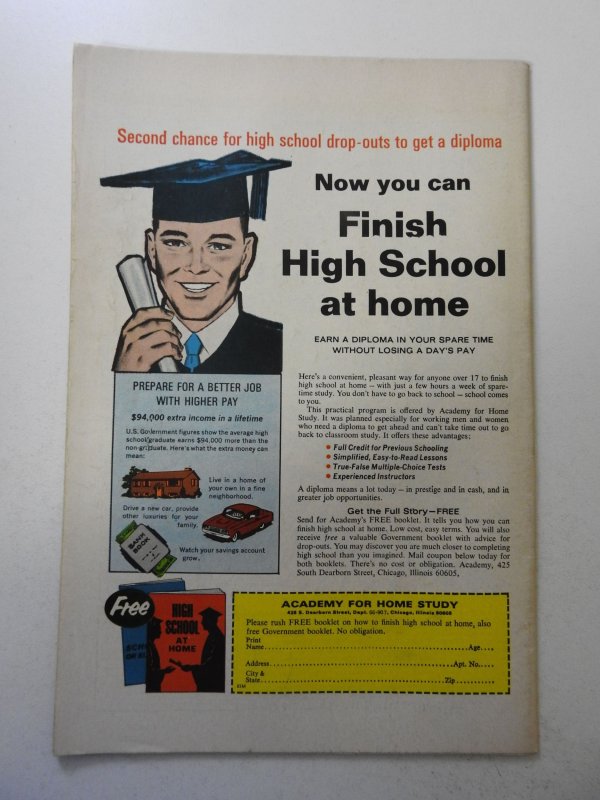 Second chance for high school drop-outs to get a diploma
Now you can
Finish
High School
at home
EARN A DIPLOMA IN YOUR SPARE TIME
WITHOUT LOSING A DAY'S PAY
PREPARE FOR A BETTER JOB
WITH HIGHER PAY
$94,000 extra income in a lifetime
U.S. Government figures show the average high
school graduate earns $94,000 more than the
non-graduate. Here's what the extra money can
mean:
Live in a home of
your own in a fine
neighborhood.
Drive a new car, provide
other luxuries for your
family.
BANK
BOOK
Watch your savings account
grow.
Here's a convenient, pleasant way for anyone over 17 to finish
high school at home – with just a few hours a week of spare-
time study. You don't have to go back to school – school comes
to you.
This practical program is offered by Academy for Home
Study. It was planned especially for working men and women
who need a diploma to get ahead and can't take time out to go
back to classroom study. It offers these advantages:
• Full Credit for Previous Schooling
• Simplified, Easy-to-Read Lessons
• True-False Multiple-Choice Tests
• Experienced Instructors
A diploma means a lot today – in prestige and in cash, and in
greater job opportunities.
Get the Full Story—FREE
Send for Academy's FREE booklet. It tells you how you can
finish high school at home. Low cost, easy terms. You will also
receive free a valuable Government booklet with advice for
drop-outs. You may discover you are much closer to completing
high school than you imagined. Mail coupon below today for
both booklets. There's no cost or obligation. Academy, 425
South Dearborn Street, Chicago, Illinois 60605,
Free
HIGH
SCHOOL
AT
HOME
ACADEMY FOR HOME STUDY
425 S. Dearborn Street, Dept. 66-907, Chicago, Illinois 60605
Please rush FREE booklet on how to finish high school at home, also
free Government booklet. No obligation.
Print
Name Age
Address Apt. No.
City &
State Zip